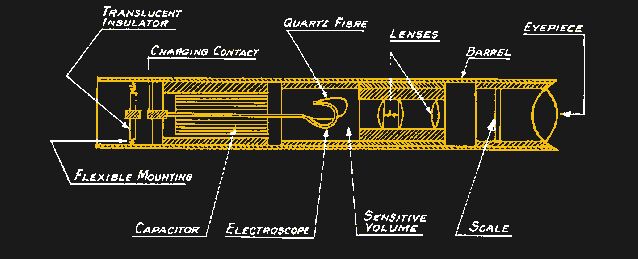 TRANSLUCENT
INSULATOR
QUARTZ FIBRE
LENSES
EYEPIECE
CHARGING CONTACT
BARREL
FLEXIBLE MOUNTING
CAPACITOR
ELECTROSCOPE
SENSITIVE
VOLUME
SCALE